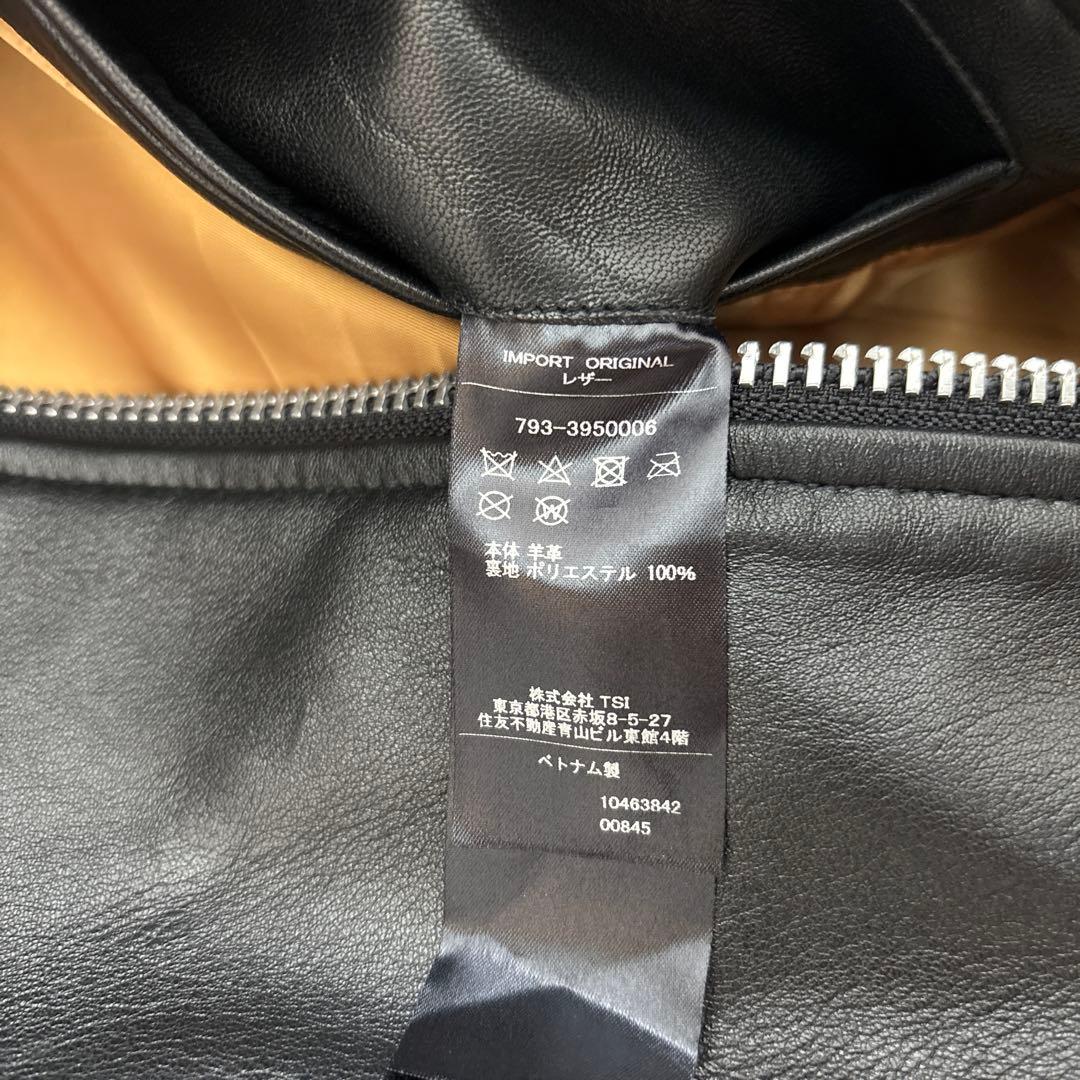 IMPORT ORIGINAL
レザー
793-3950006
W
本体 羊革
裏地 ポリエステル 100%
株式会社 TSI
東京都港区赤坂8-5-27
住友不動産青山ビル東館4階
ベトナム製
10463842
00845